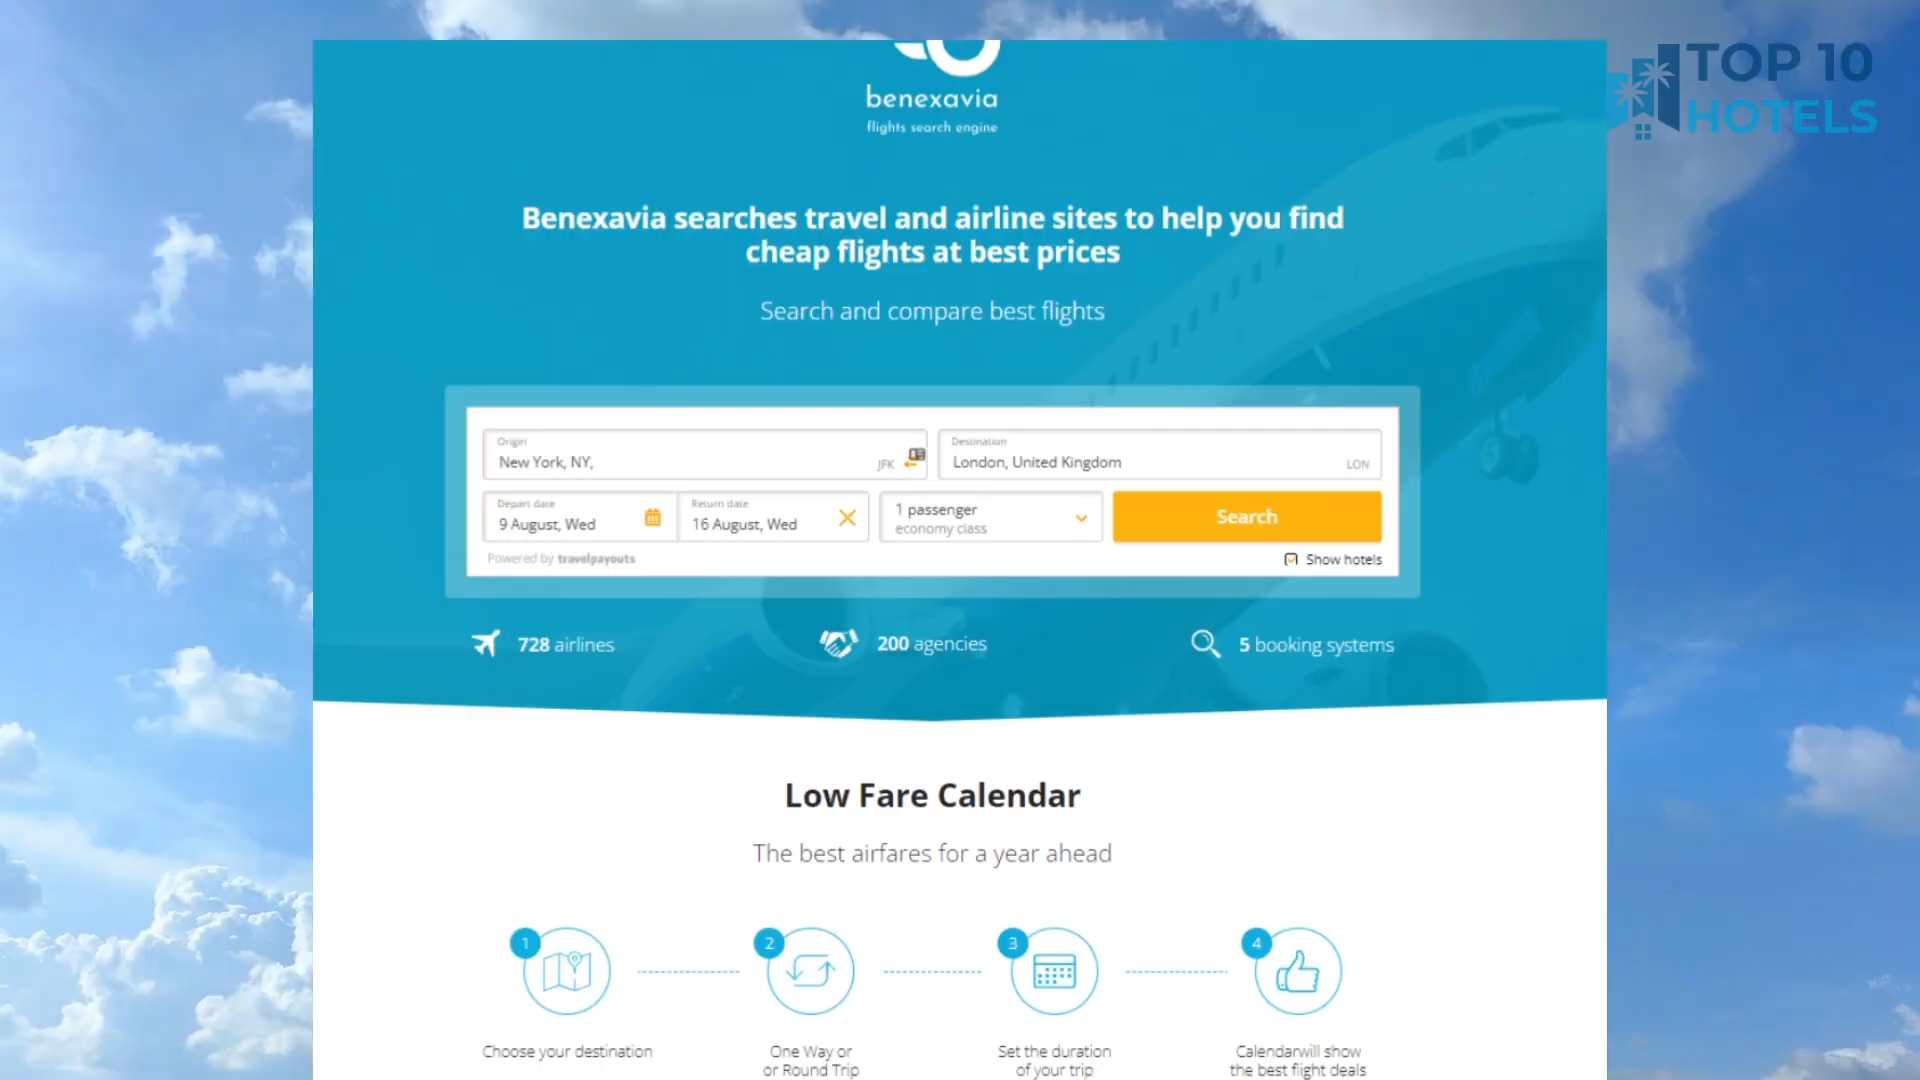 TOP 10
HOTELS
benexavia
flights search engine
Benexavia searches travel and airline sites to help you find
cheap flights at best prices
Search and compare best flights
Origin
New York, NY,
JFK
Destination
London, United Kingdom
LON
Depart date
9 August, Wed
Return date
16 August, Wed
1 passenger
economy class
Search
Powered by travelpayouts
Show hotels
728 airlines
200 agencies
5 booking systems
Low Fare Calendar
The best airfares for a year ahead
1
2
3
4
Choose your destination
One Way or
or Round Trip
Set the duration
of your trip
Calendarwill show
the best flight deals